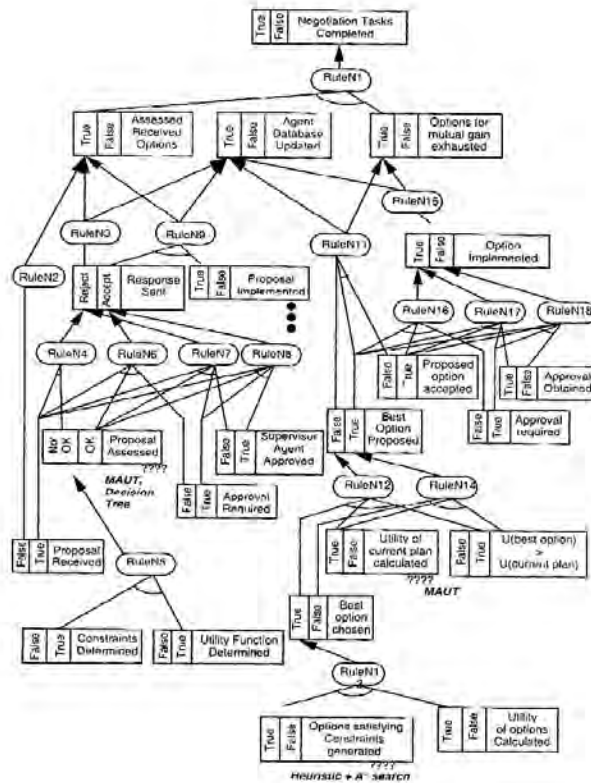 True False Negotiation Tasks
Completed
RuleN1
True False Assessed
Received
Options
True False Agent
Database
Updated
True False Options for
mutual gain
exhausted
RuleN15
RuleN3
RuleN9
RuleN11
RuleN2
Reject Accept Response
Sent
True False Proposal
Implemented
True False Option
Implemented
RuleN4
RuleN6
RuleN7
RuleN8
RuleN16
RuleN17
RuleN18
False True Proposed
option
accepted
True False Approval
Obtained
Not OK OK Proposal
Assessed
????
MAUT,
Decision
Tree
False True Supervisor
Agent
Approved
False True Best
Option
Proposed
False True Approval
required
False True Approval
Required
RuleN12
RuleN14
False True Proposal
Received
RuleN5
True False Utility of
current plan
calculated
????
MAUT
False True U(best option)
>
U(current plan)
True False Best
option
chosen
False True Constraints
Determined
False True Utility Function
Determined
RuleN1
3
False True Options satisfying
Constraints
generated
????
Heuristic + A* search
True False Utility
of options
Calculated